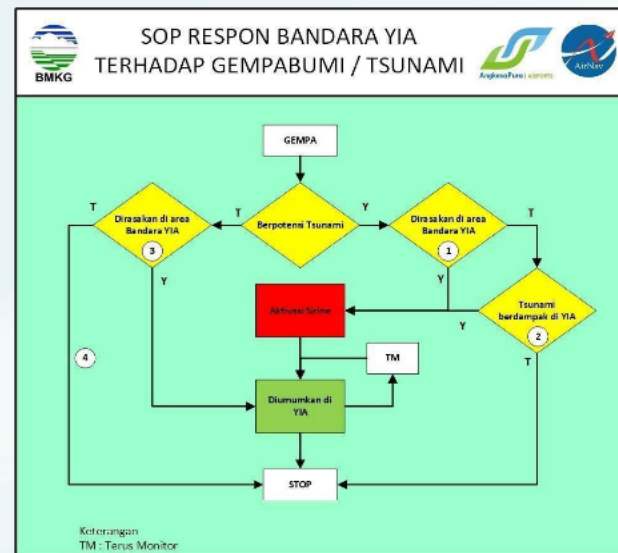 SOP RESPON BANDARA YIA
TERHADAP GEMPABUMI / TSUNAMI
BMKG
AngkasaPura | AIRPORTS
AirNav
GEMPA
T
Dirasakan di area
Bandara YIA
3
T
Berpotensi Tsunami
Y
Dirasakan di area
Bandara YIA
1
T
Y
Y
Aktivasi Sirine
Y
Tsunami
berdampak di YIA
2
4
TM
T
Diumumkan di
YIA
STOP
Keterangan
TM : Terus Monitor